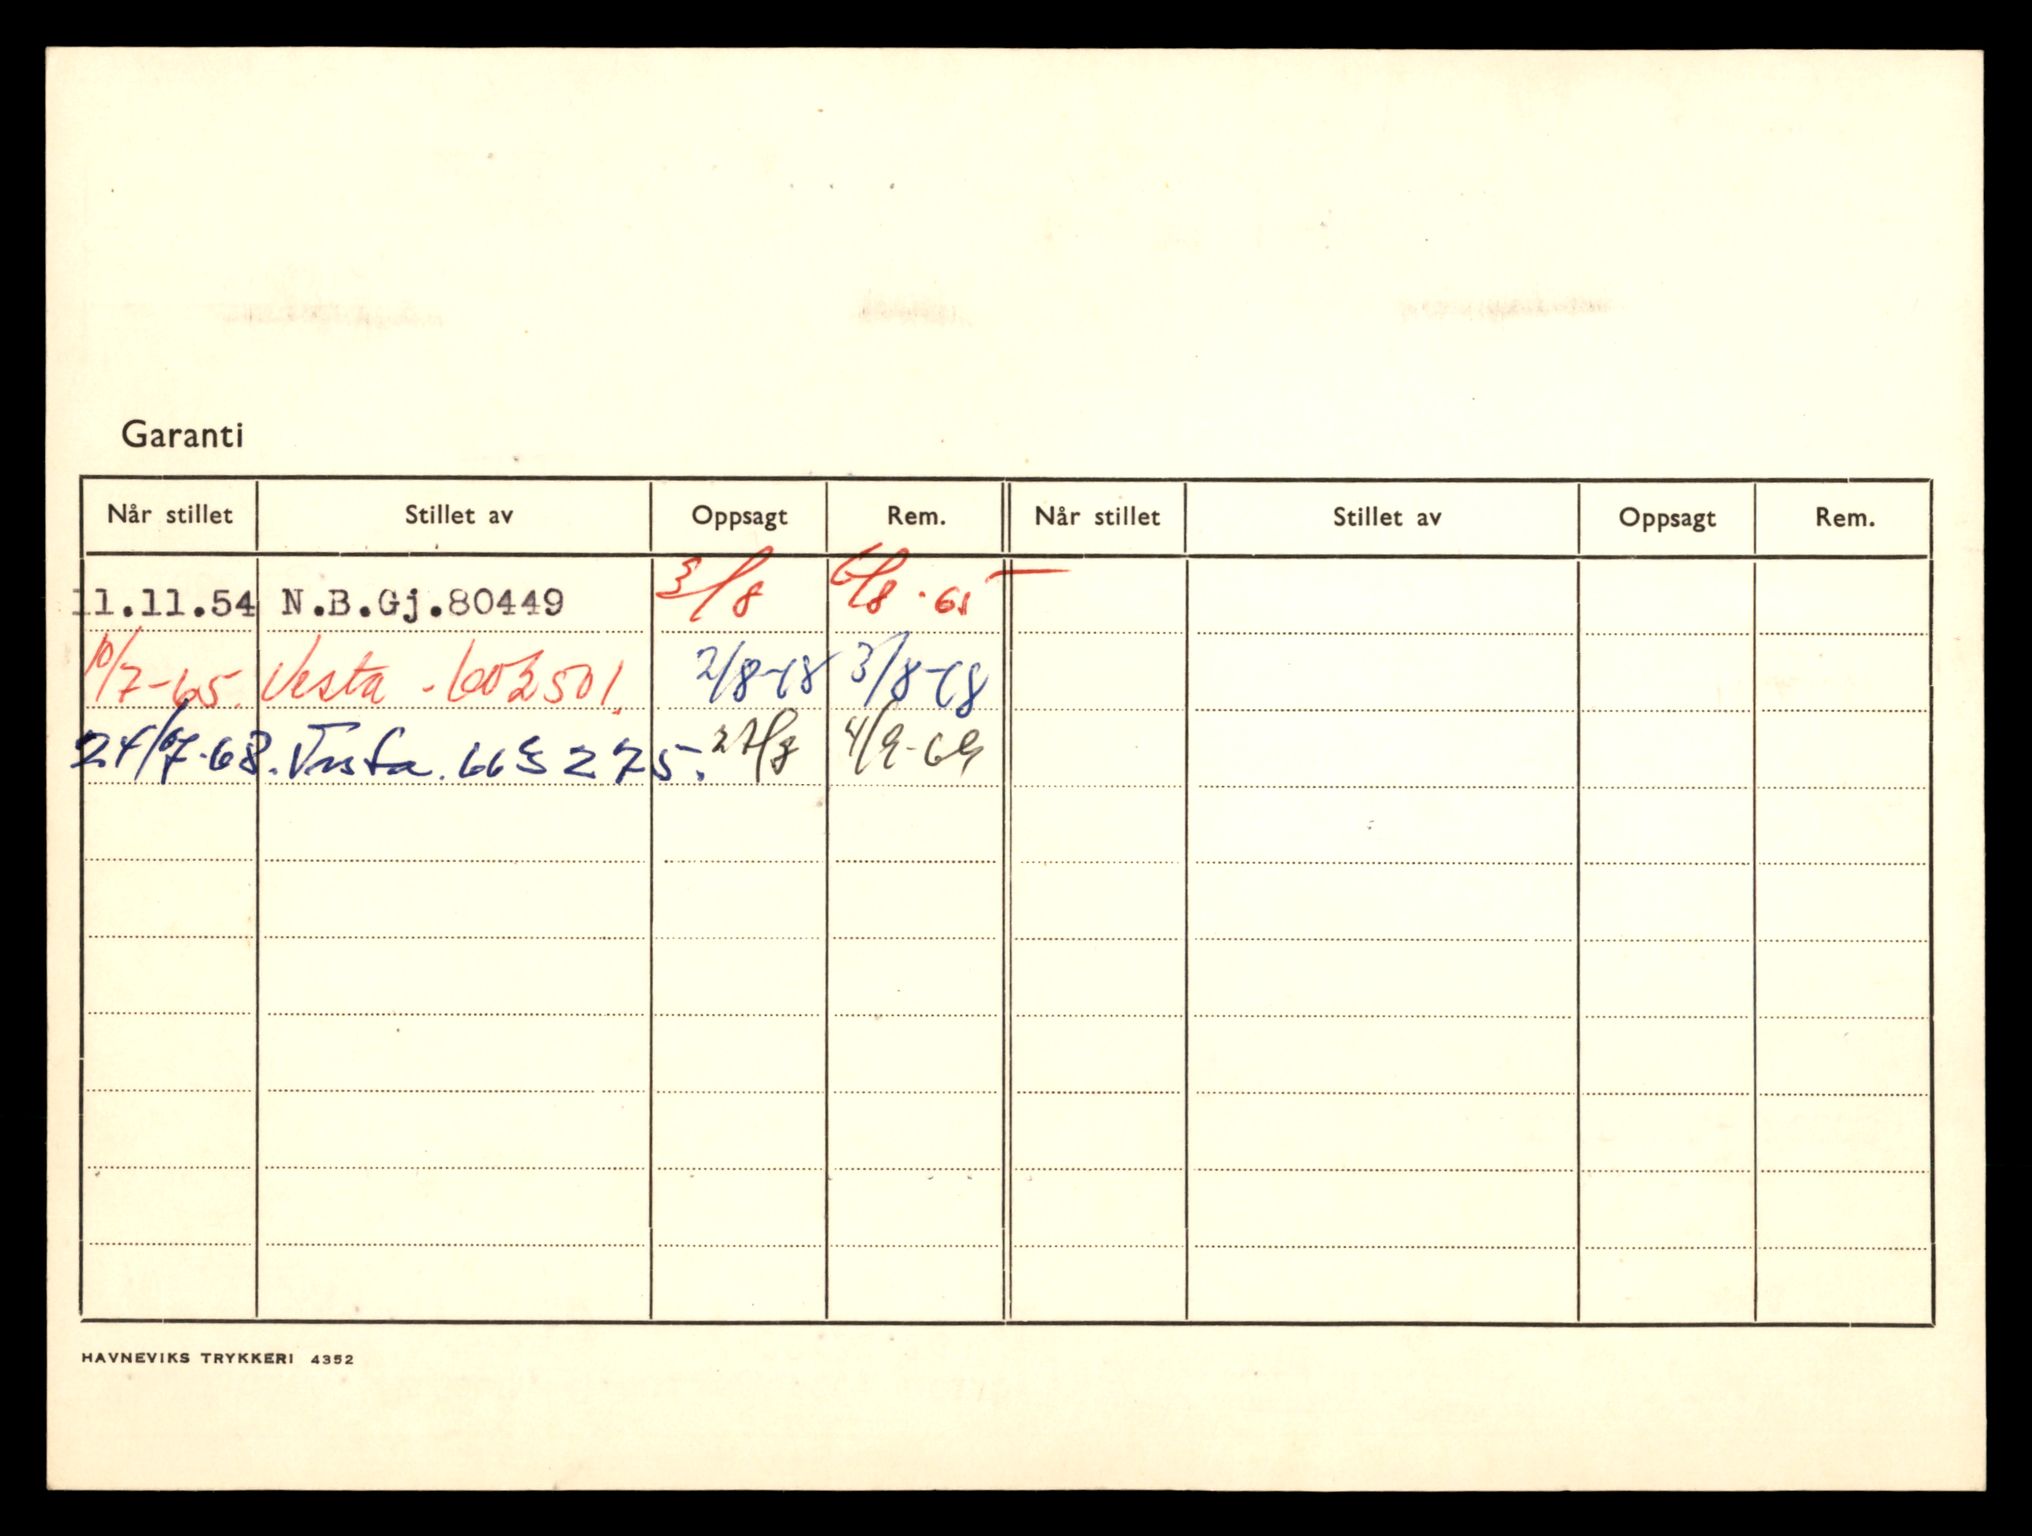 Garanti
Når stillet Stillet av Oppsagt Rem. Når stillet Stillet av Oppsagt Rem.
11.11.54 N.B.Gj.80449 3/8 6/8.65
10/7-65. Vesta - 602501. 2/8-68 3/8-68
24/7-68. Vesta. 663275. 27/8 4/9-69
HAVNEVIKS TRYKKERI 4352